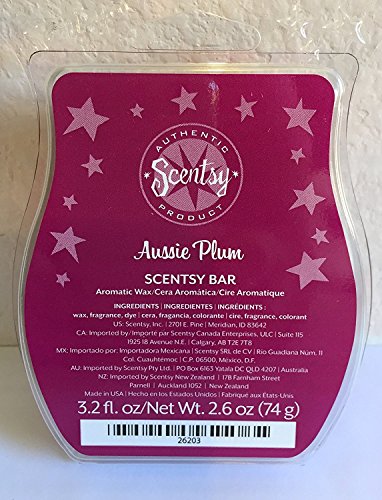 AUTHENTIC
Scentsy
PRODUCT
Aussie Plum
SCENTSY BAR
Aromatic Wax/Cera Aromática/Cire Aromatique
INGREDIENTS | INGREDIENTES | INGRÉDIENTS :
wax, fragrance, dye | cera, fragancia, colorante | cire, fragrance, colorant
US: Scentsy, Inc. | 2701 E. Pine | Meridian, ID 83642
CA: Imported by/ Importé par Scentsy Canada Enterprises, ULC | Suite 115
1925 18 Avenue N.E. | Calgary, AB T2E 7T8
MX: Importado por: Importadora Mexicana | Scentsy SRL de CV | Río Guadiana Núm. 11
Col. Cuauhtémoc | C.P. 06500, México, D.F.
AU: Imported by Scentsy Pty Ltd. | PO Box 6163 Yatala DC QLD 4207 | Australia
NZ: Imported by Scentsy New Zealand | 17B Farnham Street
Parnell | Auckland 1052 | New Zealand
Made in USA | Hecho en los Estados Unidos | Fabriqué aux États-Unis
3.2 fl. oz/Net Wt. 2.6 oz (74 g)
26203